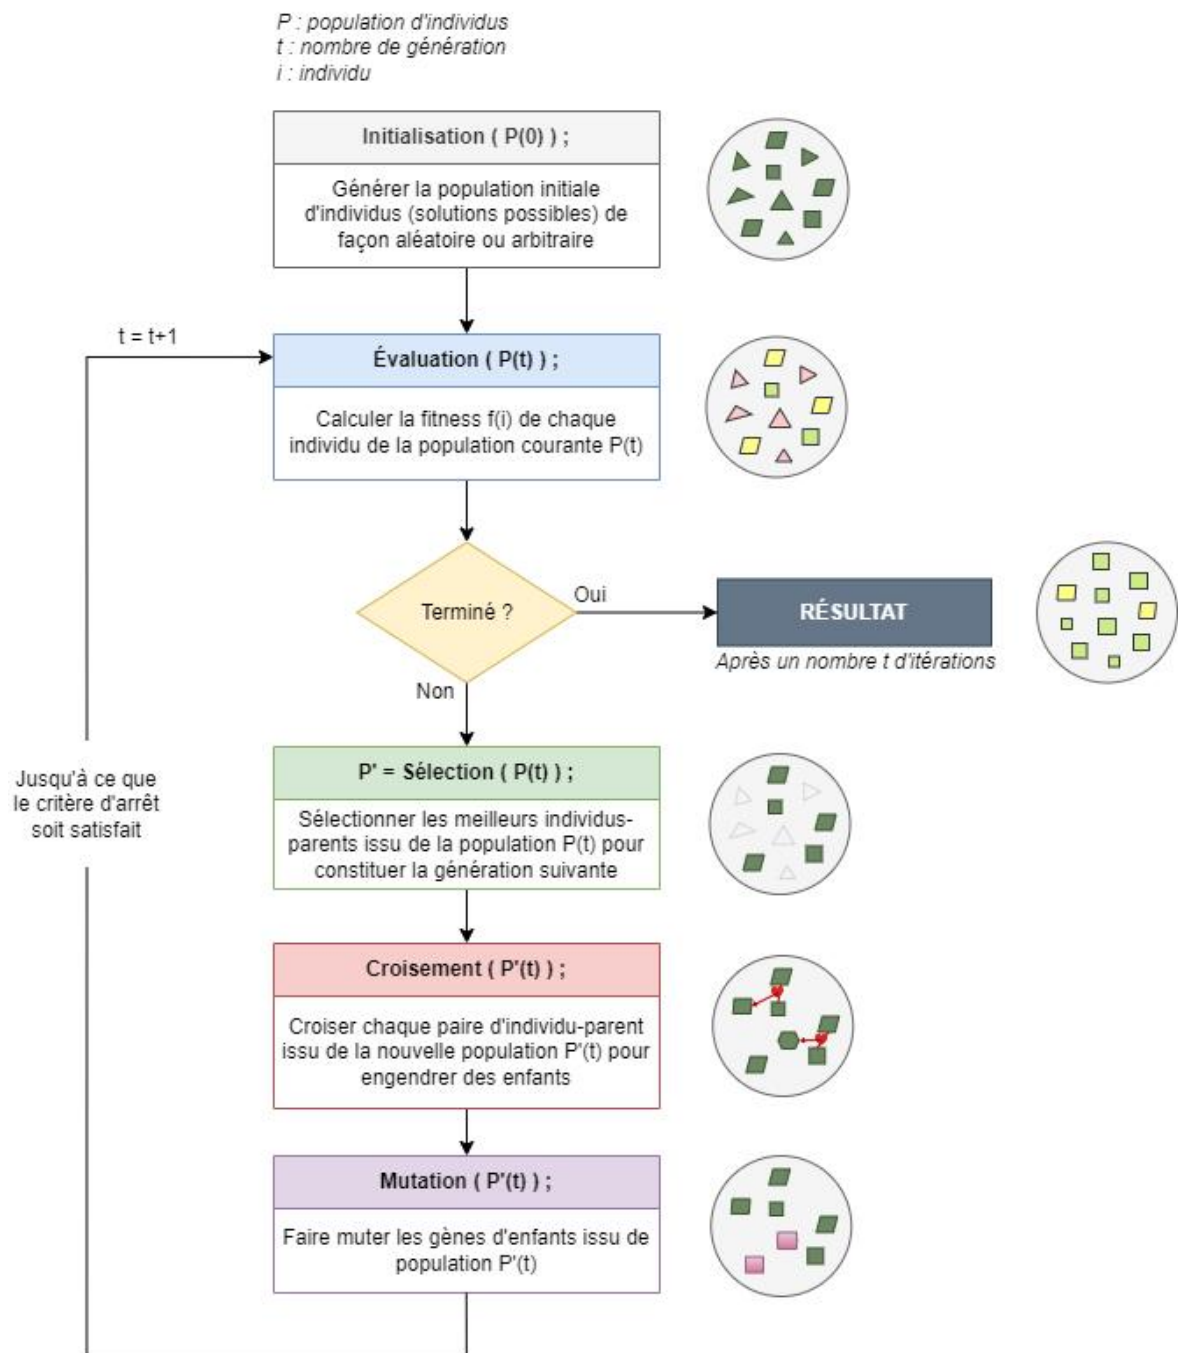 P : population d'individus
t : nombre de génération
i : individu
Initialisation ( P(0) ) ;
Générer la population initiale
d'individus (solutions possibles) de
façon aléatoire ou arbitraire
t = t+1
Évaluation ( P(t) ) ;
Calculer la fitness f(i) de chaque
individu de la population courante P(t)
Terminé ?
Oui
RÉSULTAT
Après un nombre t d'itérations
Non
P' = Sélection ( P(t) ) ;
Sélectionner les meilleurs individus-
parents issu de la population P(t) pour
constituer la génération suivante
Jusqu'à ce que
le critère d'arrêt
soit satisfait
Croisement ( P'(t) ) ;
Croiser chaque paire d'individu-parent
issu de la nouvelle population P'(t) pour
engendrer des enfants
Mutation ( P'(t) ) ;
Faire muter les gènes d'enfants issu de
population P'(t)